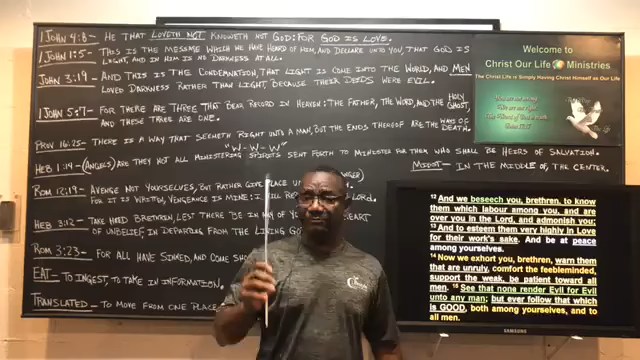 1 JOHN 4:8 – HE THAT LOVETH NOT KNOWETH NOT GOD: FOR GOD IS LOVE.
1 JOHN 1:5 – THIS IS THE MESSAGE WHICH WE HAVE HEARD OF HIM, AND DECLARE UNTO YOU, THAT GOD IS
LIGHT, AND IN HIM IS NO DARKNESS AT ALL.
JOHN 3:19 – AND THIS IS THE CONDEMNATION, THAT LIGHT IS COME INTO THE WORLD, AND MEN
LOVED DARKNESS RATHER THAN LIGHT, BECAUSE THEIR DEEDS WERE EVIL.
1 JOHN 5:7 – FOR THERE ARE THREE THAT BEAR RECORD IN HEAVEN: THE FATHER, THE WORD, AND THE HOLY GHOST,
AND THESE THREE ARE ONE.
PROV 16:25 – THERE IS A WAY THAT SEEMETH RIGHT UNTO A MAN, BUT THE ENDS THEREOF ARE THE WAYS OF DEATH.
"W-W-W"
HEB 1:14 – (ANGELS) ARE THEY NOT ALL MINISTERING SPIRITS SENT FORTH TO MINISTER FOR THEM WHO SHALL BE HEIRS OF SALVATION.
MIDST – IN THE MIDDLE OF THE CENTER.
ROM 12:19 – AVENGE NOT YOURSELVES, BUT RATHER GIVE PLACE
FOR IT IS WRITTEN, VENGEANCE IS MINE; I WILL LORD.
HEB 3:12 – TAKE HEED BRETHREN, LEST THERE BE IN ANY OF HEART
OF UNBELIEF, IN DEPARTING FROM THE LIVING
ROM 3:23 – FOR ALL HAVE SINNED, AND COME
EAT – TO INGEST, TO TAKE IN INFORMATION.
TRANSLATED – TO MOVE FROM ONE PLACE
Welcome to
Christ Our Life Ministries
The Christ Life is Simply Having Christ Himself as Our Life
12 And we beseech you, brethren, to know
them which labour among you, and are
over you in the Lord, and admonish you;
13 And to esteem them very highly in Love
for their work's sake. And be at peace
among yourselves.
14 Now we exhort you, brethren, warn them
that are unruly, comfort the feebleminded,
support the weak, be patient toward all
men. 15 See that none render Evil for Evil
unto any man; but ever follow that which
is GOOD, both among yourselves, and to
all men.
SAMSUNG